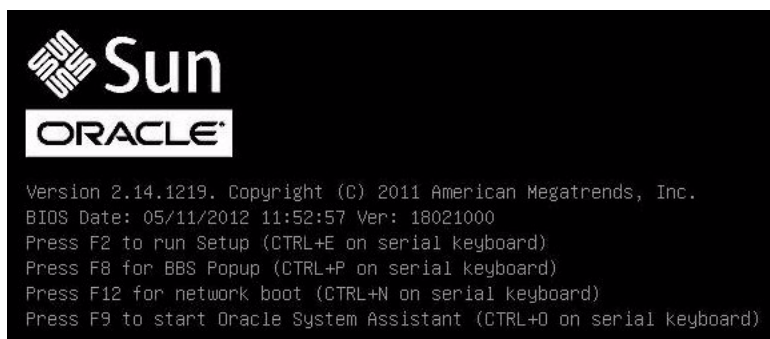 Sun
ORACLE
Version 2.14.1219. Copyright (C) 2011 American Megatrends, Inc.
BIOS Date: 05/11/2012 11:52:57 Ver: 18021000
Press F2 to run Setup (CTRL+E on serial keyboard)
Press F8 for BBS Popup (CTRL+P on serial keyboard)
Press F12 for network boot (CTRL+N on serial keyboard)
Press F9 to start Oracle System Assistant (CTRL+O on serial keyboard)